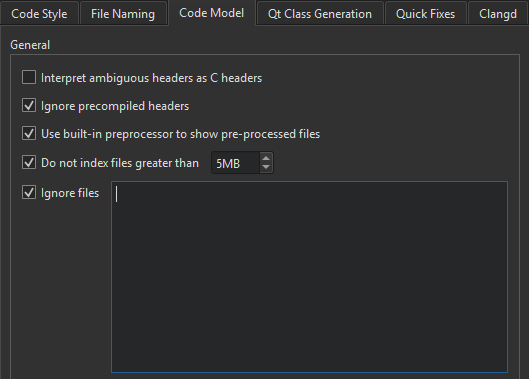 Code Style File Naming Code Model Qt Class Generation Quick Fixes Clangd
General
Interpret ambiguous headers as C headers
Ignore precompiled headers
Use built-in preprocessor to show pre-processed files
Do not index files greater than 5MB
Ignore files